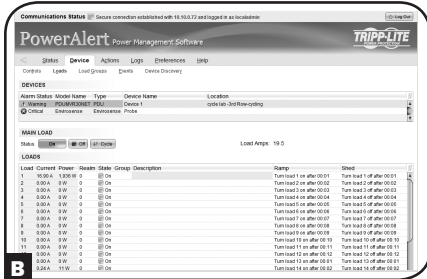 Communications Status Secure connection established with 10.10.0.72 and logged in as localadmin Log Out
PowerAlert Power Management Software
TRIPP·LITE
POWER PROTECTION
Status Device Actions Logs Preferences Help
Controls Loads Load Groups Events Device Discovery
DEVICES
Alarm Status Model Name Type Device Name Location
! Warning PDUMVR30NET PDU Device 1 cycle lab -3rd Row-cycling
Critical Envirosense Envirosense Probe
MAIN LOAD
Status On Off Cycle Load Amps 19.5
LOADS
Load Current Power Realm State Group Description Ramp Shed
1 16.90 A 1,936 W 0 On Turn load 1 on after 00:01 Turn load 1 off after 00:01
2 0.00 A 0 W 0 On Turn load 2 on after 00:02 Turn load 2 off after 00:02
3 0.00 A 0 W 0 On Turn load 3 on after 00:03 Turn load 3 off after 00:03
4 0.00 A 0 W 0 On Turn load 4 on after 00:04 Turn load 4 off after 00:04
5 0.00 A 0 W 0 On Turn load 5 on after 00:05 Turn load 5 off after 00:05
6 0.00 A 0 W 0 On Turn load 6 on after 00:06 Turn load 6 off after 00:06
7 0.00 A 0 W 0 On Turn load 7 on after 00:07 Turn load 7 off after 00:07
8 0.00 A 0 W 0 On Turn load 8 on after 00:08 Turn load 8 off after 00:08
9 0.00 A 0 W 0 On Turn load 9 on after 00:09 Turn load 9 off after 00:09
10 0.00 A 0 W 0 On Turn load 10 on after 00:10 Turn load 10 off after 00:10
11 0.00 A 0 W 0 On Turn load 11 on after 00:11 Turn load 11 off after 00:11
12 0.00 A 0 W 0 On Turn load 12 on after 00:12 Turn load 12 off after 00:12
13 0.00 A 0 W 0 On Turn load 13 on after 00:01 Turn load 13 off after 00:01
14 0.24 A 11 W 0 On Turn load 14 on after 00:02 Turn load 14 off after 00:02
B